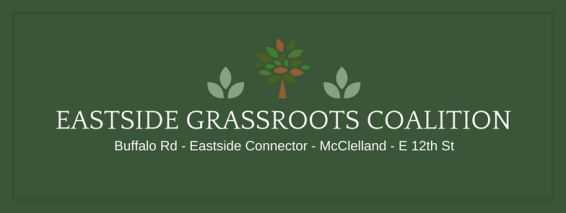 EASTSIDE GRASSROOTS COALITION
Buffalo Rd - Eastside Connector - McClelland - E 12th St